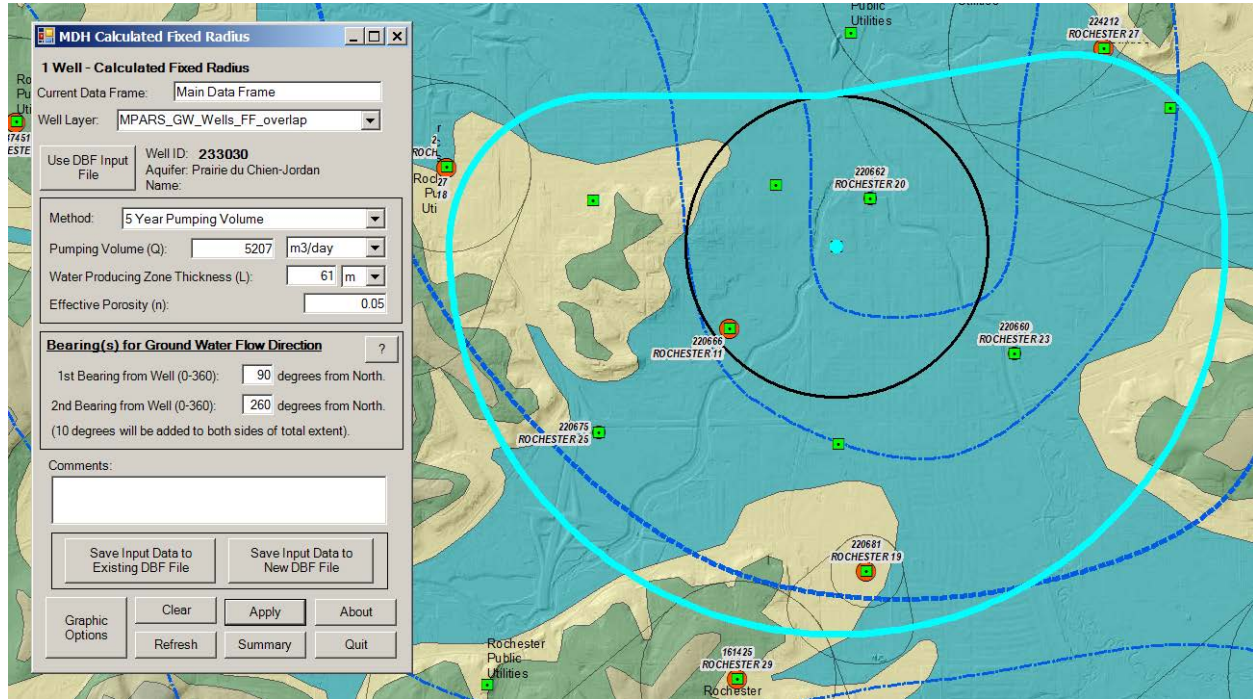 MDH Calculated Fixed Radius
1 Well - Calculated Fixed Radius
Current Data Frame: Main Data Frame
Well Layer: MPARS_GW_Wells_FF_overlap
Use DBF Input
File
Well ID: 233030
Aquifer: Prairie du Chien-Jordan
Name:
Method: 5 Year Pumping Volume
Pumping Volume (Q): 5207 m3/day
Water Producing Zone Thickness (L): 61 m
Effective Porosity (n): 0.05
Bearing(s) for Ground Water Flow Direction ?
1st Bearing from Well (0-360): 90 degrees from North.
2nd Bearing from Well (0-360): 260 degrees from North.
(10 degrees will be added to both sides of total extent).
Comments:
Save Input Data to
Existing DBF File
Save Input Data to
New DBF File
Graphic
Options
Clear
Apply
About
Refresh
Summary
Quit
Public
Utilities
Utilities
224212
ROCHESTER 27
220662
ROCHESTER 20
220666
ROCHESTER 11
220660
ROCHESTER 23
220675
ROCHESTER 25
220681
ROCHESTER 19
161425
ROCHESTER 29
Rochester
Rochester
Public
Utilities